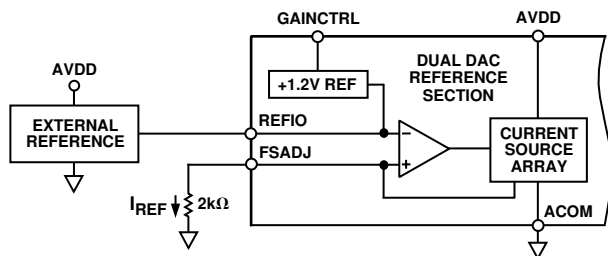 GAINCTRL
AVDD
AVDD
+1.2V REF
DUAL DAC
REFERENCE
SECTION
EXTERNAL
REFERENCE
REFIO
−
CURRENT
SOURCE
ARRAY
FSADJ
+
IREF
2kΩ
ACOM